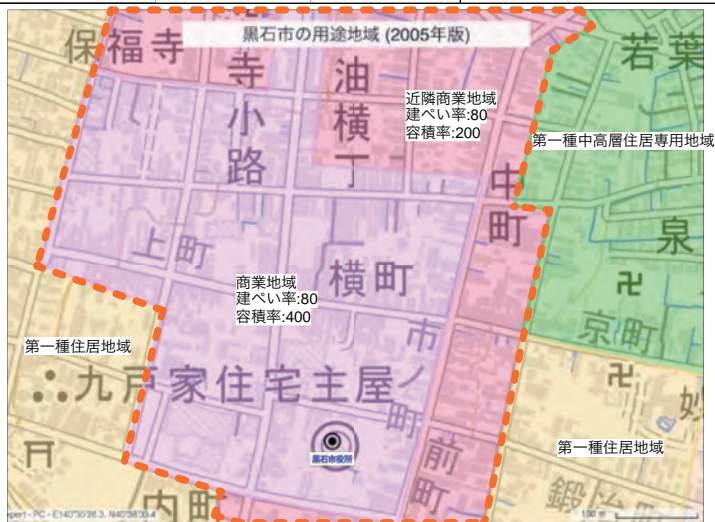 黒石市の用途地域 (2005年版)
保福寺
寺小路
油横丁
若葉
近隣商業地域
建ぺい率:80
容積率:200
第一種中高層住居専用地域
中町
泉
上町
横町
商業地域
建ぺい率:80
容積率:400
京町
第一種住居地域
市ノ町
九戸家住宅主屋
妙
黒石市役所
第一種住居地域
前町
内町
鍛冶町
100 m